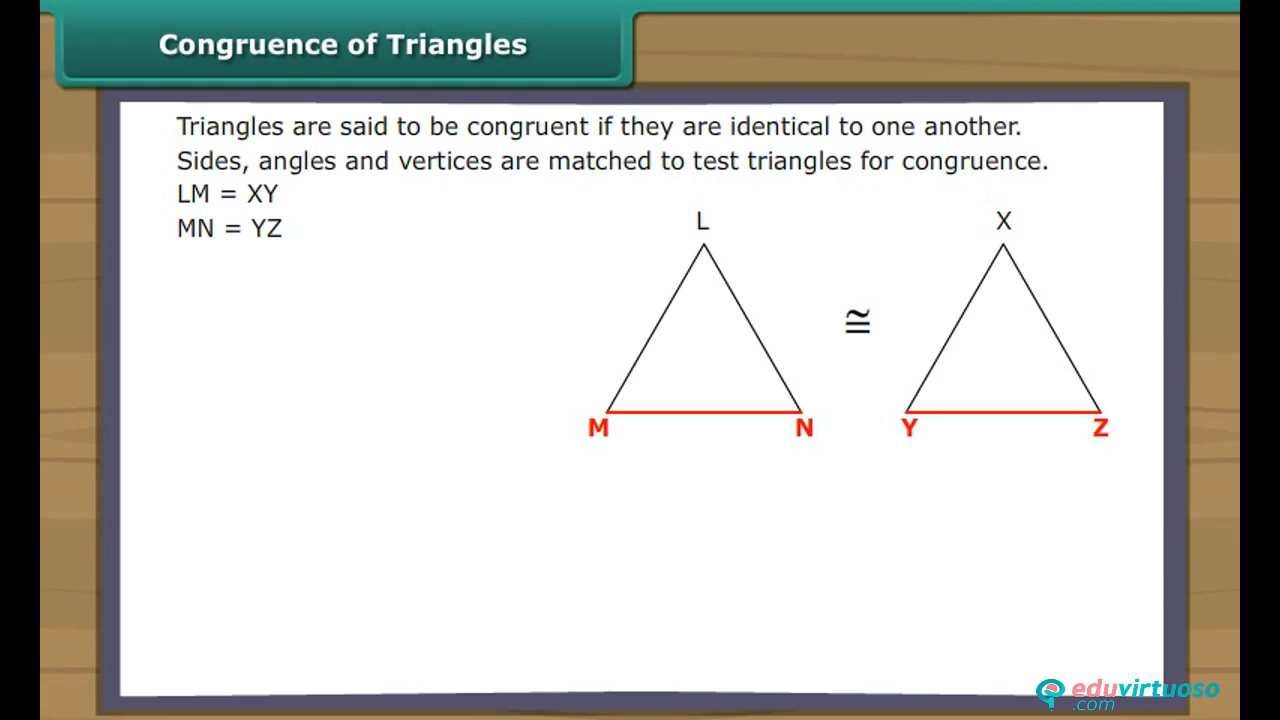 Congruence of Triangles
Triangles are said to be congruent if they are identical to one another.
Sides, angles and vertices are matched to test triangles for congruence.
LM = XY
MN = YZ
L
X
≅
M
N
Y
Z
eduvirtuoso
.com